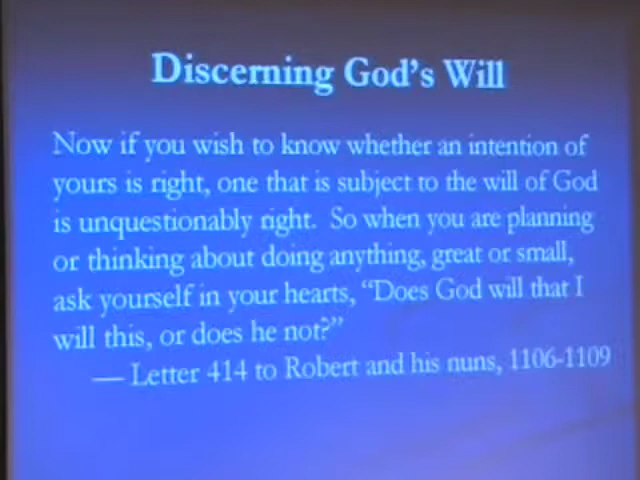 Discerning God's Will
Now if you wish to know whether an intention of
yours is right, one that is subject to the will of God
is unquestionably right.  So when you are planning
or thinking about doing anything, great or small,
ask yourself in your hearts, “Does God will that I
will this, or does he not?”
— Letter 414 to Robert and his nuns, 1106-1109